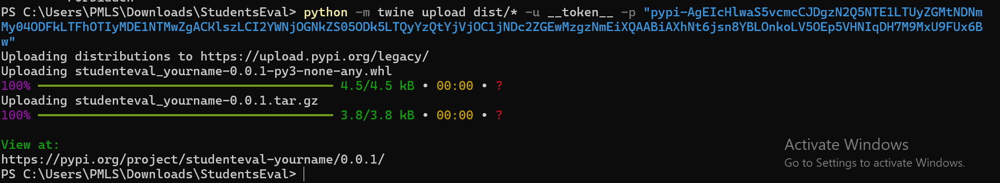 Forbidden
PS C:\Users\PMLS\Downloads\StudentsEval> python -m twine upload dist/* -u __token__ -p "pypi-AgEIcHlwaS5vcmcCJDgzN2Q5NTE1LTUyZGMtNDNm
My04ODFkLTFhOTIyMDE1NTMwZgACKlszLCI2YWNjOGNkZS05ODk5LTQyYzQtYjVjOC1jNDc2ZGEwMzgzNmEiXQAABiAXhNt6jsn8YBLOnkoLV5OEp5VHNIqDH7M9MxU9FUx6B
w"
Uploading distributions to https://upload.pypi.org/legacy/
Uploading studenteval_yourname-0.0.1-py3-none-any.whl
100% ━━━━━━━━━━━━━━━━━━━━━━━━━━━━━━━━━━━━━━━━ 4.5/4.5 kB • 00:00 • ?
Uploading studenteval_yourname-0.0.1.tar.gz
100% ━━━━━━━━━━━━━━━━━━━━━━━━━━━━━━━━━━━━━━━━ 3.8/3.8 kB • 00:00 • ?
View at:
https://pypi.org/project/studenteval-yourname/0.0.1/
PS C:\Users\PMLS\Downloads\StudentsEval>
Activate Windows
Go to Settings to activate Windows.